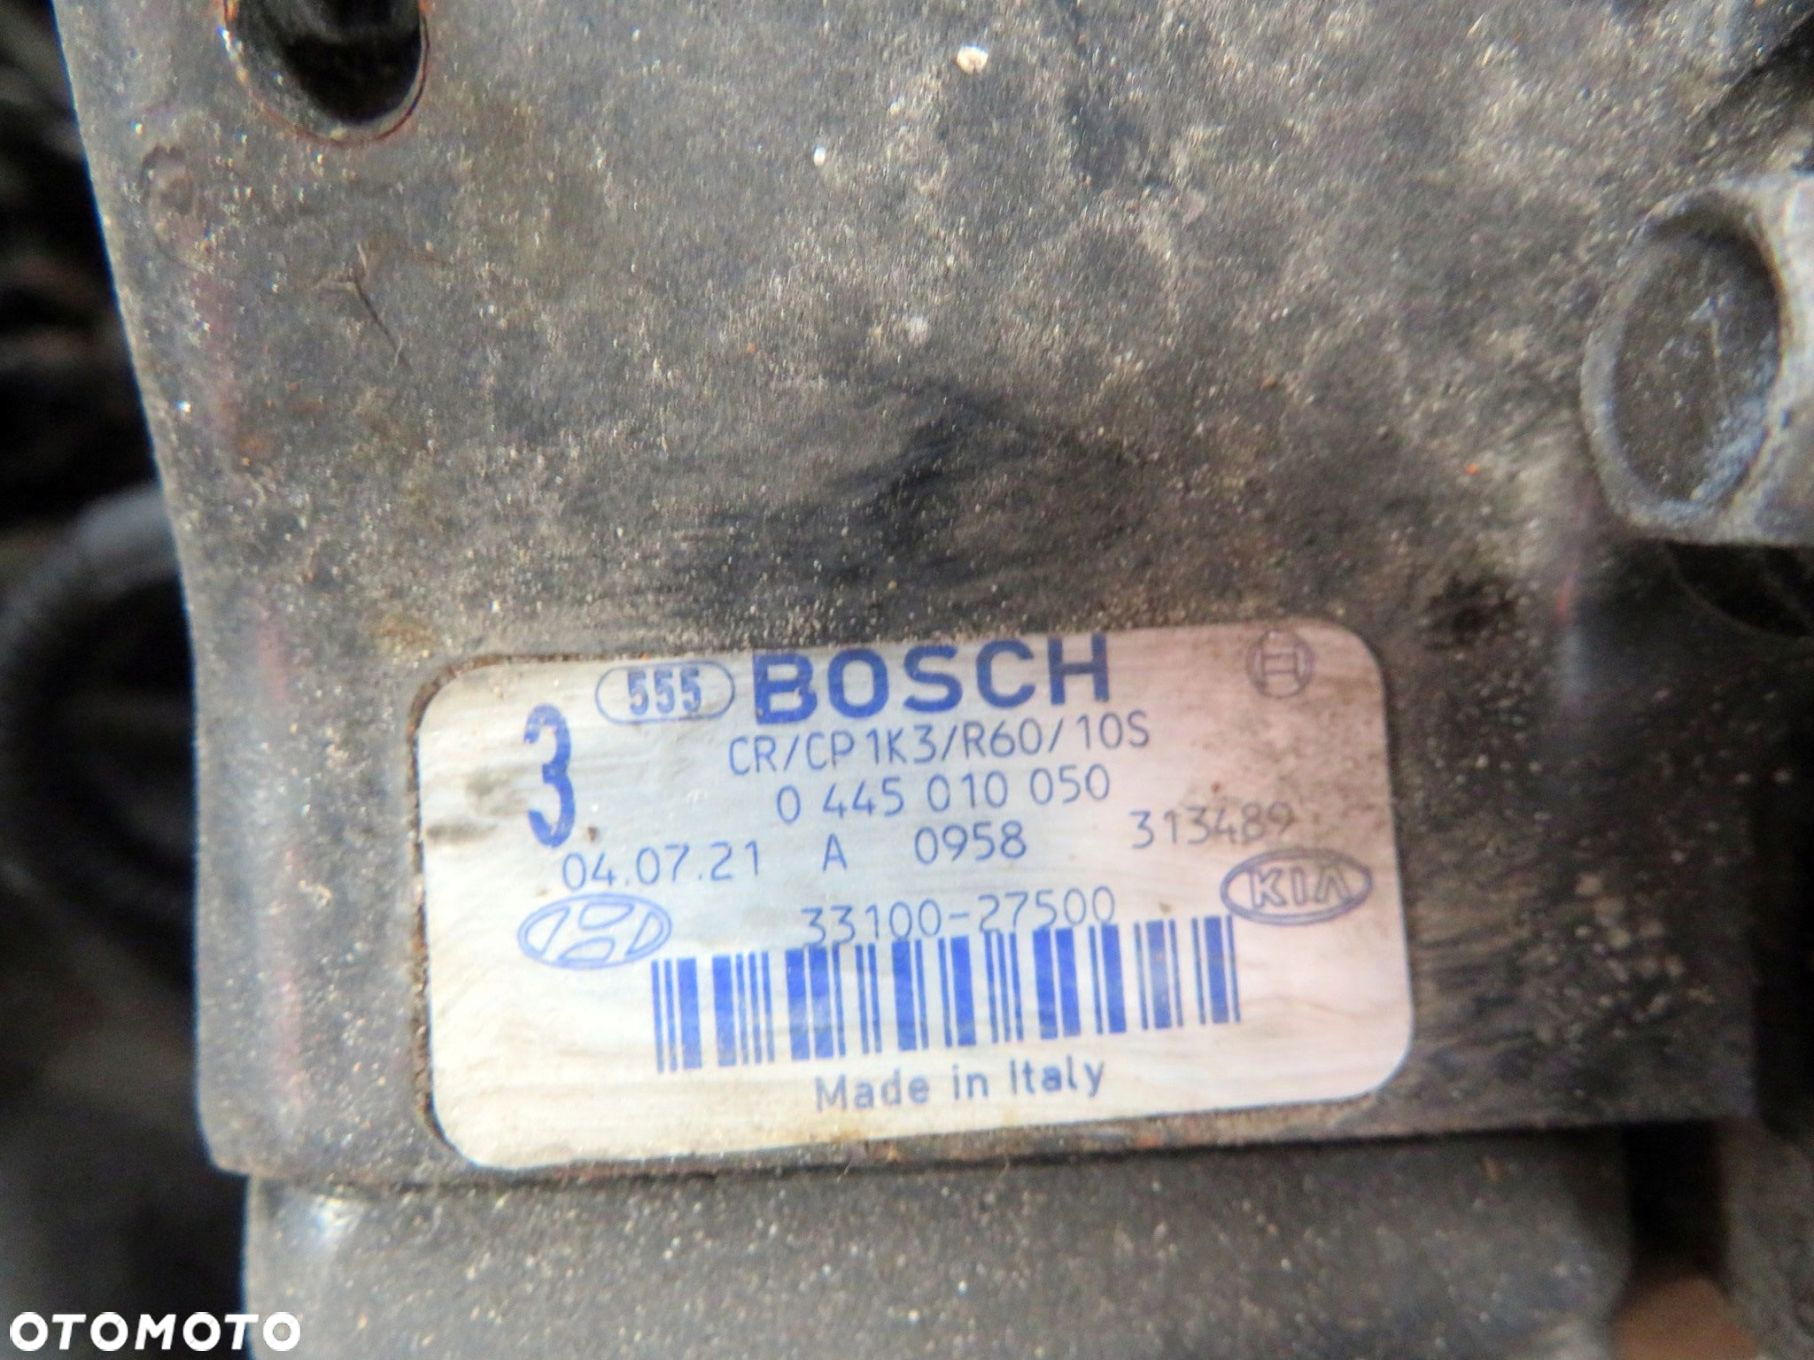 555 BOSCH
3
CR/CP1K3/R60/10S
0 445 010 050
04.07.21 A 0958 313489
33100-27500 KIA
Made in Italy
OTOMOTO